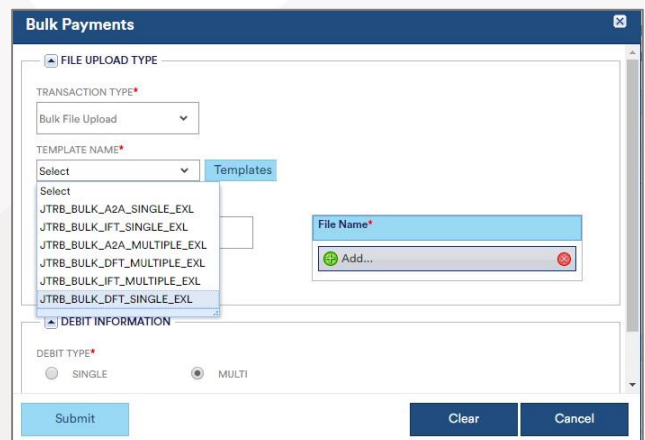 Bulk Payments
FILE UPLOAD TYPE
TRANSACTION TYPE*
Bulk File Upload
TEMPLATE NAME*
Select
Templates
Select
JTRB_BULK_A2A_SINGLE_EXL
JTRB_BULK_IFT_SINGLE_EXL
JTRB_BULK_A2A_MULTIPLE_EXL
JTRB_BULK_DFT_MULTIPLE_EXL
JTRB_BULK_IFT_MULTIPLE_EXL
JTRB_BULK_DFT_SINGLE_EXL
File Name*
Add...
DEBIT INFORMATION
DEBIT TYPE*
SINGLE
MULTI
Submit
Clear
Cancel